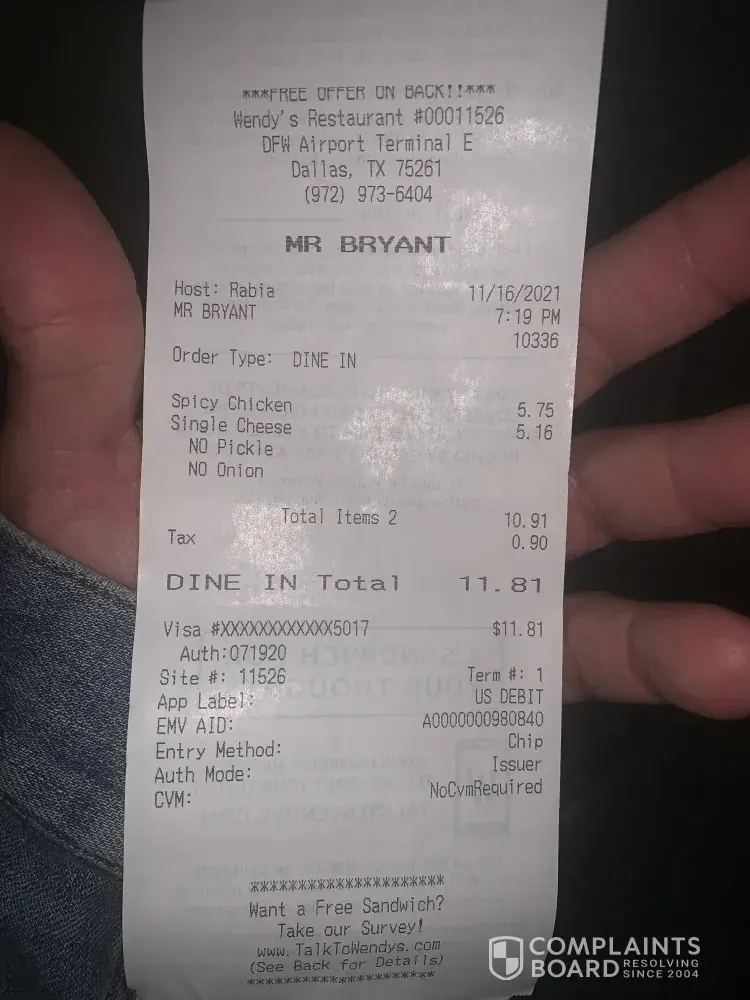 ***FREE OFFER ON BACK!!***
Wendy's Restaurant #00011526
DFW Airport Terminal E
Dallas, TX 75261
(972) 973-6404
MR BRYANT
Host: Rabia 11/16/2021
MR BRYANT 7:19 PM
10336
Order Type: DINE IN
Spicy Chicken 5.75
Single Cheese 5.16
NO Pickle
NO Onion
Total Items 2 10.91
Tax 0.90
DINE IN Total 11.81
Visa #XXXXXXXXXXXX5017 $11.81
Auth:071920
Site #: 11526 Term #: 1
App Label: US DEBIT
EMV AID: A0000000980840
Entry Method: Chip
Auth Mode: Issuer
CVM: NoCvmRequired
*********************
Want a Free Sandwich?
Take our Survey!
www.TalkToWendys.com
(See Back for Details)
*********************
COMPLAINTS
BOARD RESOLVING
SINCE 2004